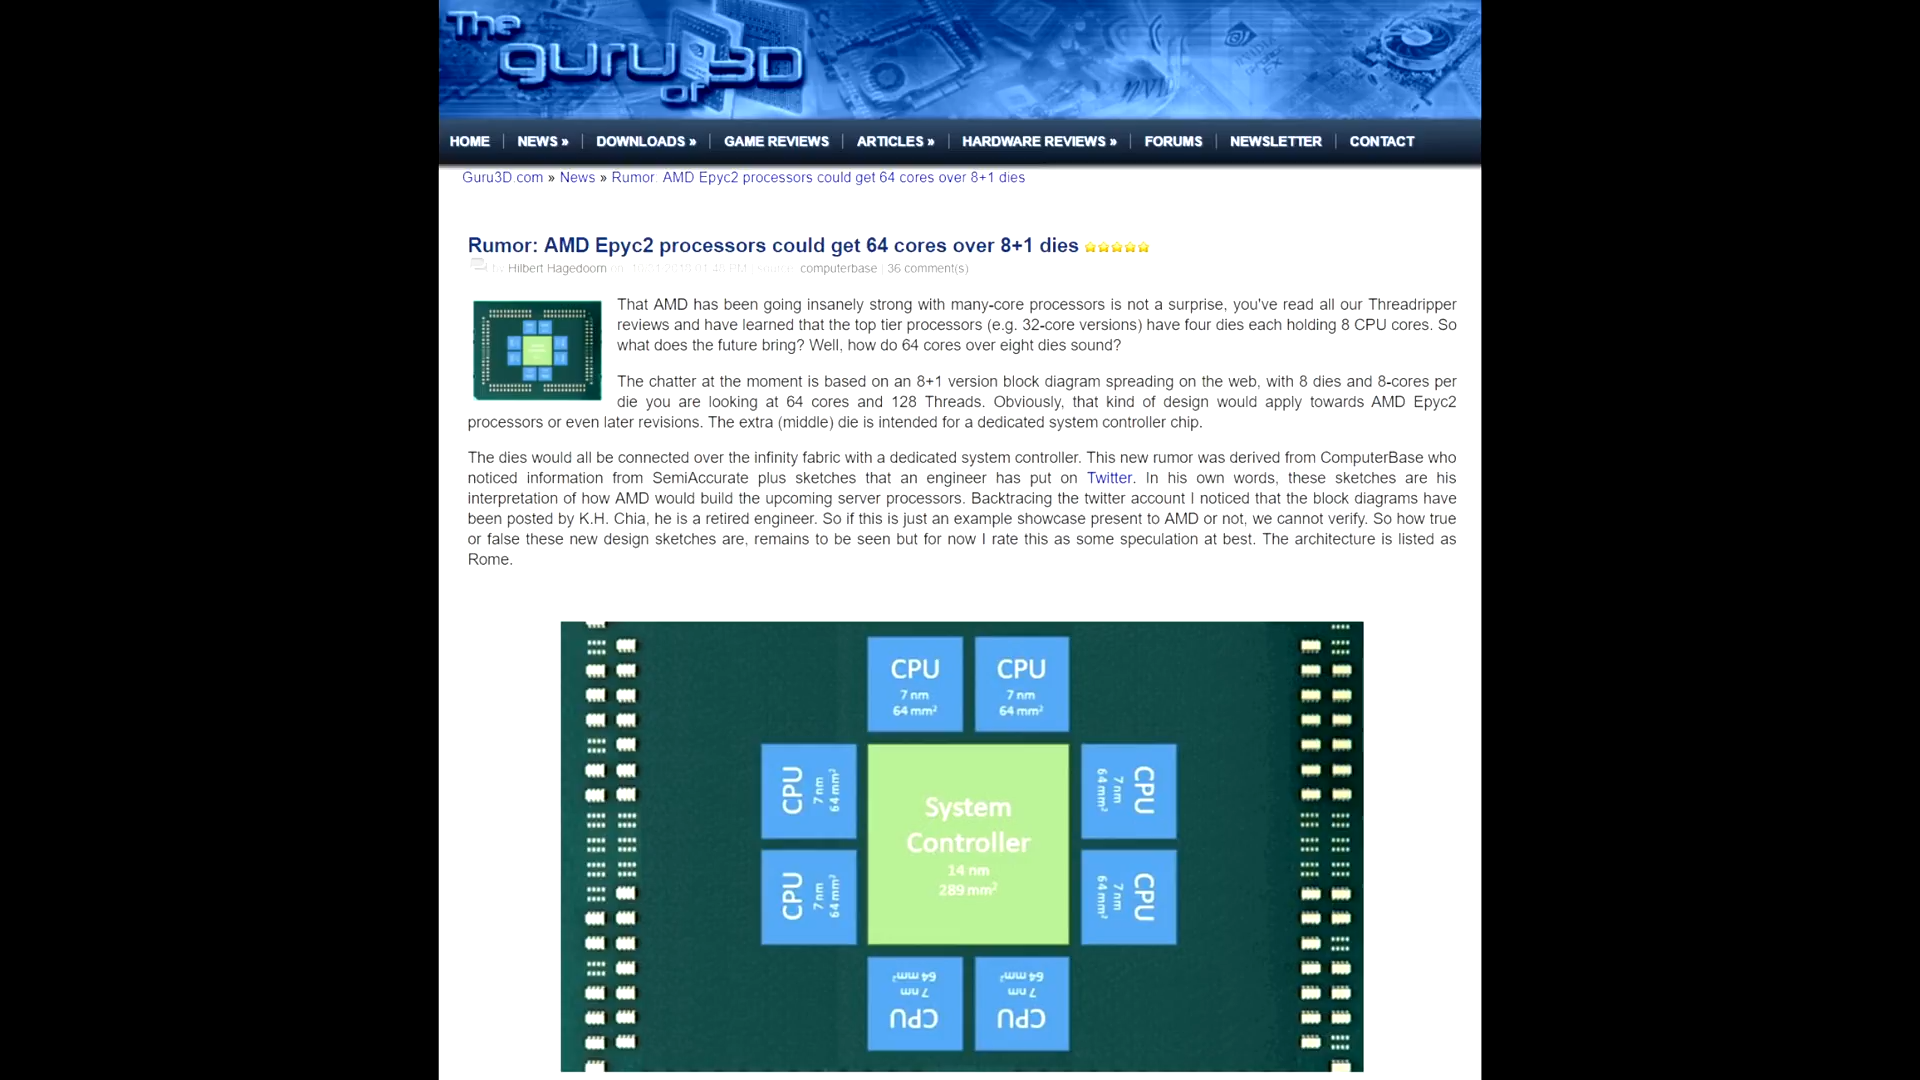 The guru of 3D
HOME NEWS » DOWNLOADS » GAME REVIEWS ARTICLES » HARDWARE REVIEWS » FORUMS NEWSLETTER CONTACT
Guru3D.com » News » Rumor: AMD Epyc2 processors could get 64 cores over 8+1 dies
Rumor: AMD Epyc2 processors could get 64 cores over 8+1 dies
by Hilbert Hagedoorn on: 10/31/2018 01:45 PM | source: computerbase | 36 comment(s)
That AMD has been going insanely strong with many-core processors is not a surprise, you've read all our Threadripper
reviews and have learned that the top tier processors (e.g. 32-core versions) have four dies each holding 8 CPU cores. So
what does the future bring? Well, how do 64 cores over eight dies sound?
The chatter at the moment is based on an 8+1 version block diagram spreading on the web, with 8 dies and 8-cores per
die you are looking at 64 cores and 128 Threads. Obviously, that kind of design would apply towards AMD Epyc2
processors or even later revisions. The extra (middle) die is intended for a dedicated system controller chip.
The dies would all be connected over the infinity fabric with a dedicated system controller. This new rumor was derived from ComputerBase who
noticed information from SemiAccurate plus sketches that an engineer has put on Twitter. In his own words, these sketches are his
interpretation of how AMD would build the upcoming server processors. Backtracing the twitter account I noticed that the block diagrams have
been posted by K.H. Chia, he is a retired engineer. So if this is just an example showcase present to AMD or not, we cannot verify. So how true
or false these new design sketches are, remains to be seen but for now I rate this as some speculation at best. The architecture is listed as
Rome.
CPU
7 nm
64 mm²
CPU
7 nm
64 mm²
CPU
7 nm
64 mm²
System
Controller
14 nm
289 mm²
CPU
7 nm
64 mm²
CPU
7 nm
64 mm²
CPU
7 nm
64 mm²
CPU
7 nm
64 mm²
CPU
7 nm
64 mm²